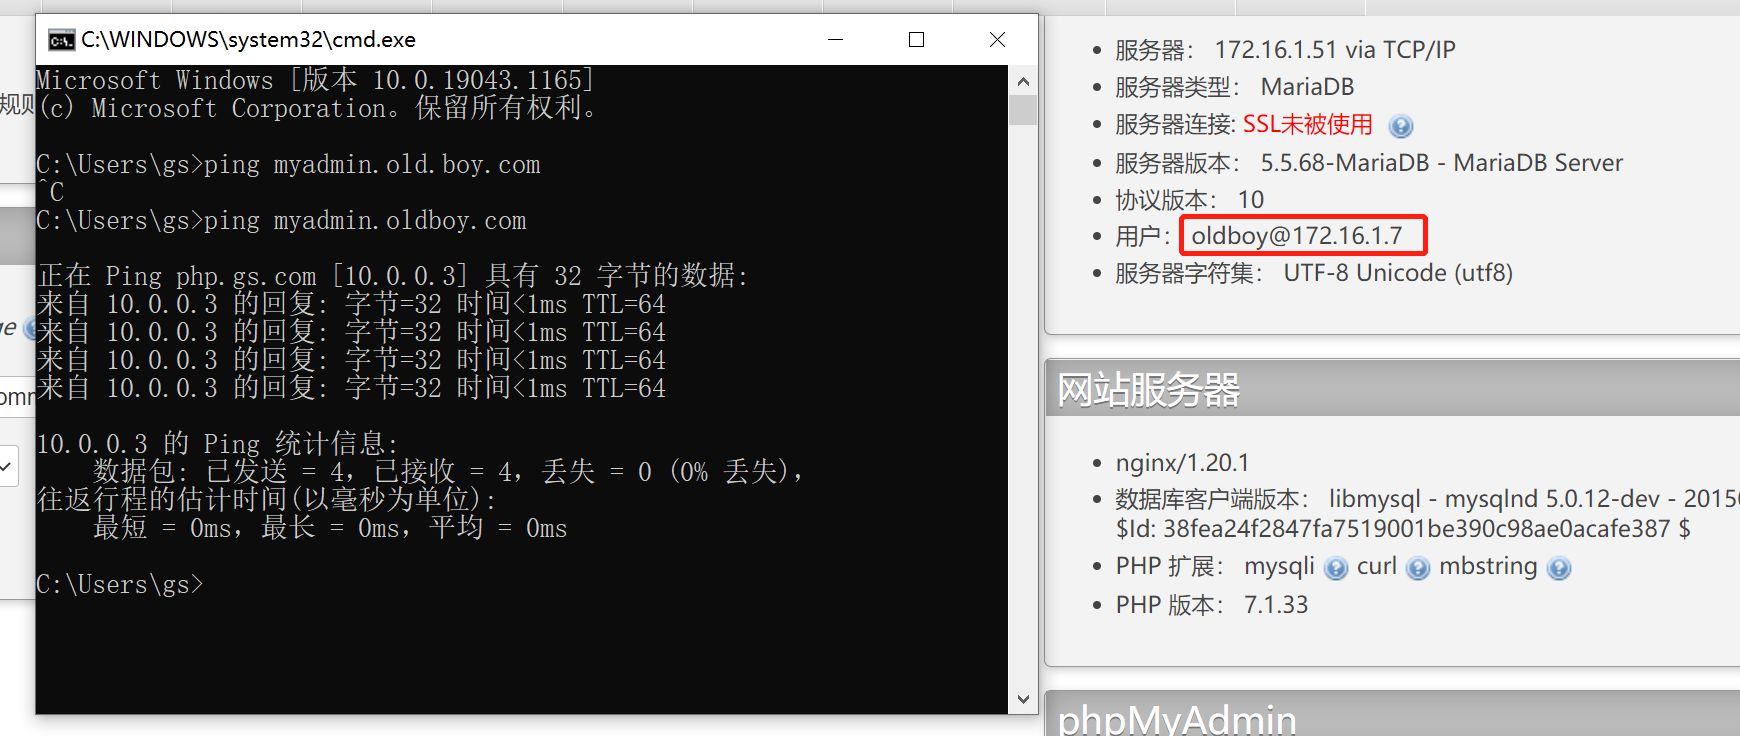 C:\WINDOWS\system32\cmd.exe
Microsoft Windows [版本 10.0.19043.1165]
(c) Microsoft Corporation。保留所有权利。
C:\Users\gs>ping myadmin.old.boy.com
^C
C:\Users\gs>ping myadmin.oldboy.com
正在 Ping php.gs.com [10.0.0.3] 具有 32 字节的数据:
来自 10.0.0.3 的回复: 字节=32 时间<1ms TTL=64
来自 10.0.0.3 的回复: 字节=32 时间<1ms TTL=64
来自 10.0.0.3 的回复: 字节=32 时间<1ms TTL=64
来自 10.0.0.3 的回复: 字节=32 时间<1ms TTL=64
10.0.0.3 的 Ping 统计信息:
数据包: 已发送 = 4，已接收 = 4，丢失 = 0 (0% 丢失)，
往返行程的估计时间(以毫秒为单位):
最短 = 0ms，最长 = 0ms，平均 = 0ms
C:\Users\gs>
规则
ge
omm
服务器： 172.16.1.51 via TCP/IP
服务器类型： MariaDB
服务器连接: SSL未被使用
服务器版本： 5.5.68-MariaDB - MariaDB Server
协议版本： 10
用户： oldboy@172.16.1.7
服务器字符集： UTF-8 Unicode (utf8)
网站服务器
nginx/1.20.1
数据库客户端版本： libmysql - mysqlnd 5.0.12-dev - 2015
$Id: 38fea24f2847fa7519001be390c98ae0acafe387 $
PHP 扩展： mysqli curl mbstring
PHP 版本： 7.1.33
phpMyAdmin